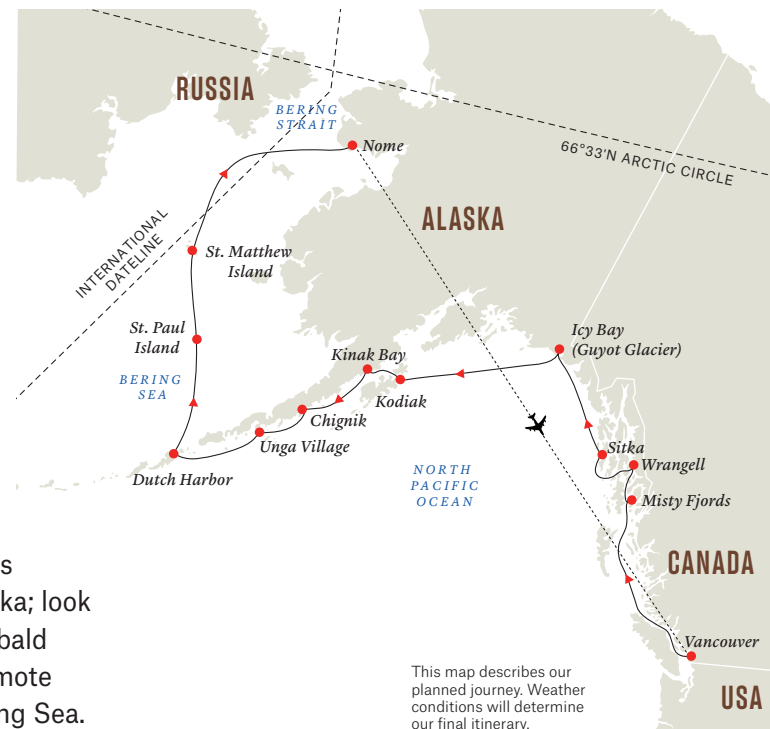 RUSSIA
BERING
STRAIT
Nome
66°33'N ARCTIC CIRCLE
ALASKA
INTERNATIONAL
DATELINE
St. Matthew
Island
St. Paul
Island
BERING
SEA
Icy Bay
(Guyot Glacier)
Kinak Bay
Kodiak
Chignik
Unga Village
Dutch Harbor
Sitka
Wrangell
NORTH
PACIFIC
OCEAN
Misty Fjords
CANADA
Vancouver
USA
ka; look
bald
mote
ng Sea.
This map describes our
planned journey. Weather
conditions will determine
our final itinerary.